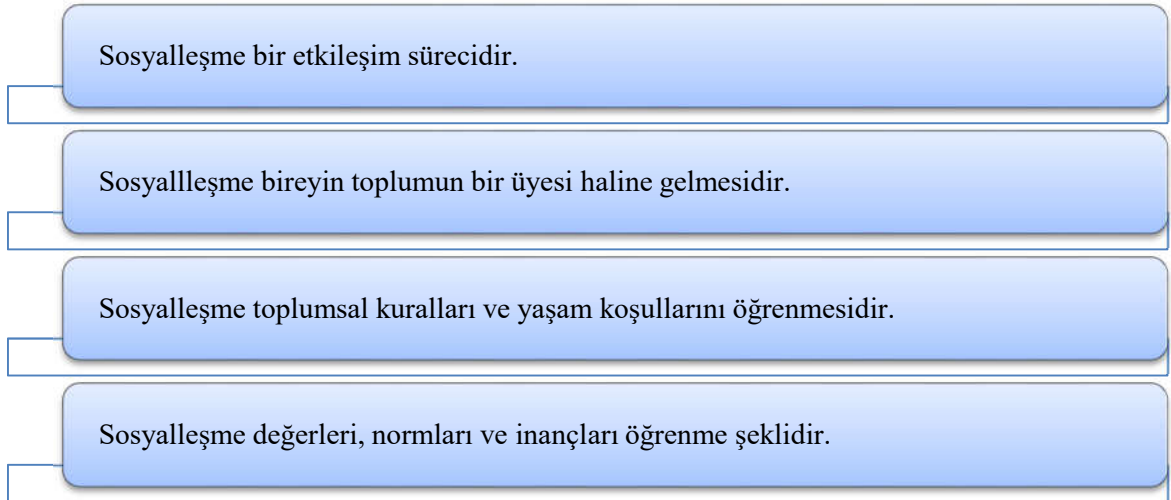 Sosyalleşme bir etkileşim sürecidir.
Sosyallleşme bireyin toplumun bir üyesi haline gelmesidir.
Sosyalleşme toplumsal kuralları ve yaşam koşullarını öğrenmesidir.
Sosyalleşme değerleri, normları ve inançları öğrenme şeklidir.